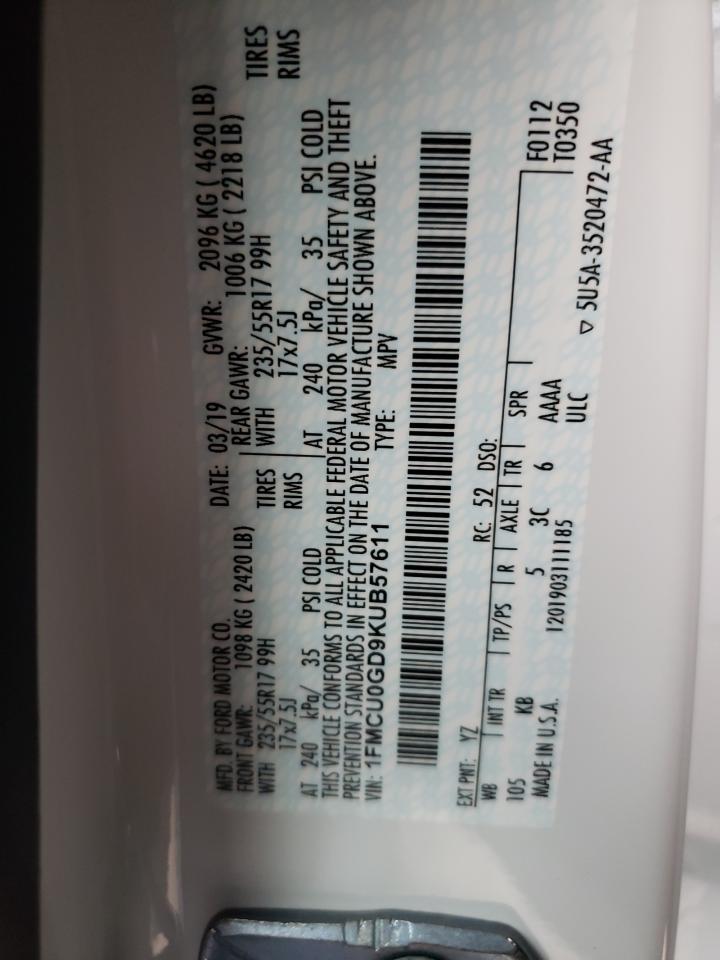 MFD. BY FORD MOTOR CO. DATE: 03/19 GVWR: 2096 KG ( 4620 LB)
FRONT GAWR: 1098 KG ( 2420 LB) REAR GAWR: 1006 KG ( 2218 LB)
WITH 235/55R17 99H TIRES WITH 235/55R17 99H TIRES
17x7.5J RIMS 17x7.5J RIMS
AT 240 kPa/ 35 PSI COLD AT 240 kPa/ 35 PSI COLD
THIS VEHICLE CONFORMS TO ALL APPLICABLE FEDERAL MOTOR VEHICLE SAFETY AND THEFT
PREVENTION STANDARDS IN EFFECT ON THE DATE OF MANUFACTURE SHOWN ABOVE.
VIN: 1FMCU0GD9KUB57611 TYPE: MPV
EXT PNT: YZ RC: 52 DSO:
WB INT TR TP/PS R AXLE TR SPR
105 KB 5 3C 6 AAAA F0112
MADE IN U.S.A. 1201903111185 ULC T0350
▽ 5U5A-3520472-AA